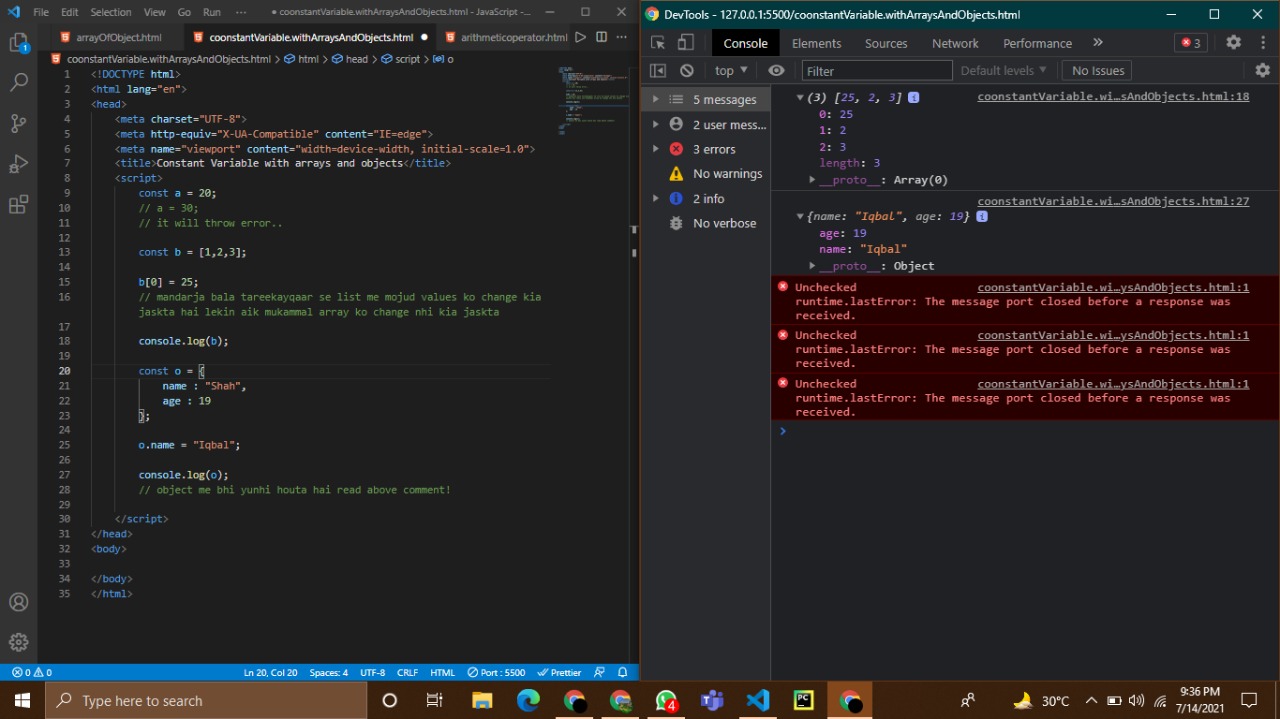 File Edit Selection View Go Run ··· ● coonstantVariable.withArraysAndObjects.html - JavaScript -...
arrayOfObject.html coonstantVariable.withArraysAndObjects.html ● arithmeticoperator.html ···
coonstantVariable.withArraysAndObjects.html > html > head > script > o
1 <!DOCTYPE html>
2 <html lang="en">
3 <head>
4 <meta charset="UTF-8">
5 <meta http-equiv="X-UA-Compatible" content="IE=edge">
6 <meta name="viewport" content="width=device-width, initial-scale=1.0">
7 <title>Constant Variable with arrays and objects</title>
8 <script>
9 const a = 20;
10 // a = 30;
11 // it will throw error..
12
13 const b = [1,2,3];
14
15 b[0] = 25;
16 // mandarja bala tareekayqaar se list me mojud values ko change kia
jaskta hai lekin aik mukammal array ko change nhi kia jaskta
17
18 console.log(b);
19
20 const o = {
21 name : "Shah",
22 age : 19
23 };
24
25 o.name = "Iqbal";
26
27 console.log(o);
28 // object me bhi yunhi houta hai read above comment!
29
30 </script>
31 </head>
32 <body>
33
34 </body>
35 </html>
1
0 0 Ln 20, Col 20 Spaces: 4 UTF-8 CRLF HTML Port : 5500 Prettier
DevTools - 127.0.0.1:5500/coonstantVariable.withArraysAndObjects.html
Console Elements Sources Network Performance » 3
top Filter Default levels No Issues
5 messages
2 user mess...
3 errors
No warnings
2 info
No verbose
(3) [25, 2, 3] i coonstantVariable.wi…sAndObjects.html:18
0: 25
1: 2
2: 3
length: 3
__proto__: Array(0)
coonstantVariable.wi…sAndObjects.html:27
{name: "Iqbal", age: 19} i
age: 19
name: "Iqbal"
__proto__: Object
Unchecked coonstantVariable.wi…ysAndObjects.html:1
runtime.lastError: The message port closed before a response was
received.
Unchecked coonstantVariable.wi…ysAndObjects.html:1
runtime.lastError: The message port closed before a response was
received.
Unchecked coonstantVariable.wi…ysAndObjects.html:1
runtime.lastError: The message port closed before a response was
received.
>
Type here to search 4 PC 30°C 9:36 PM
7/14/2021